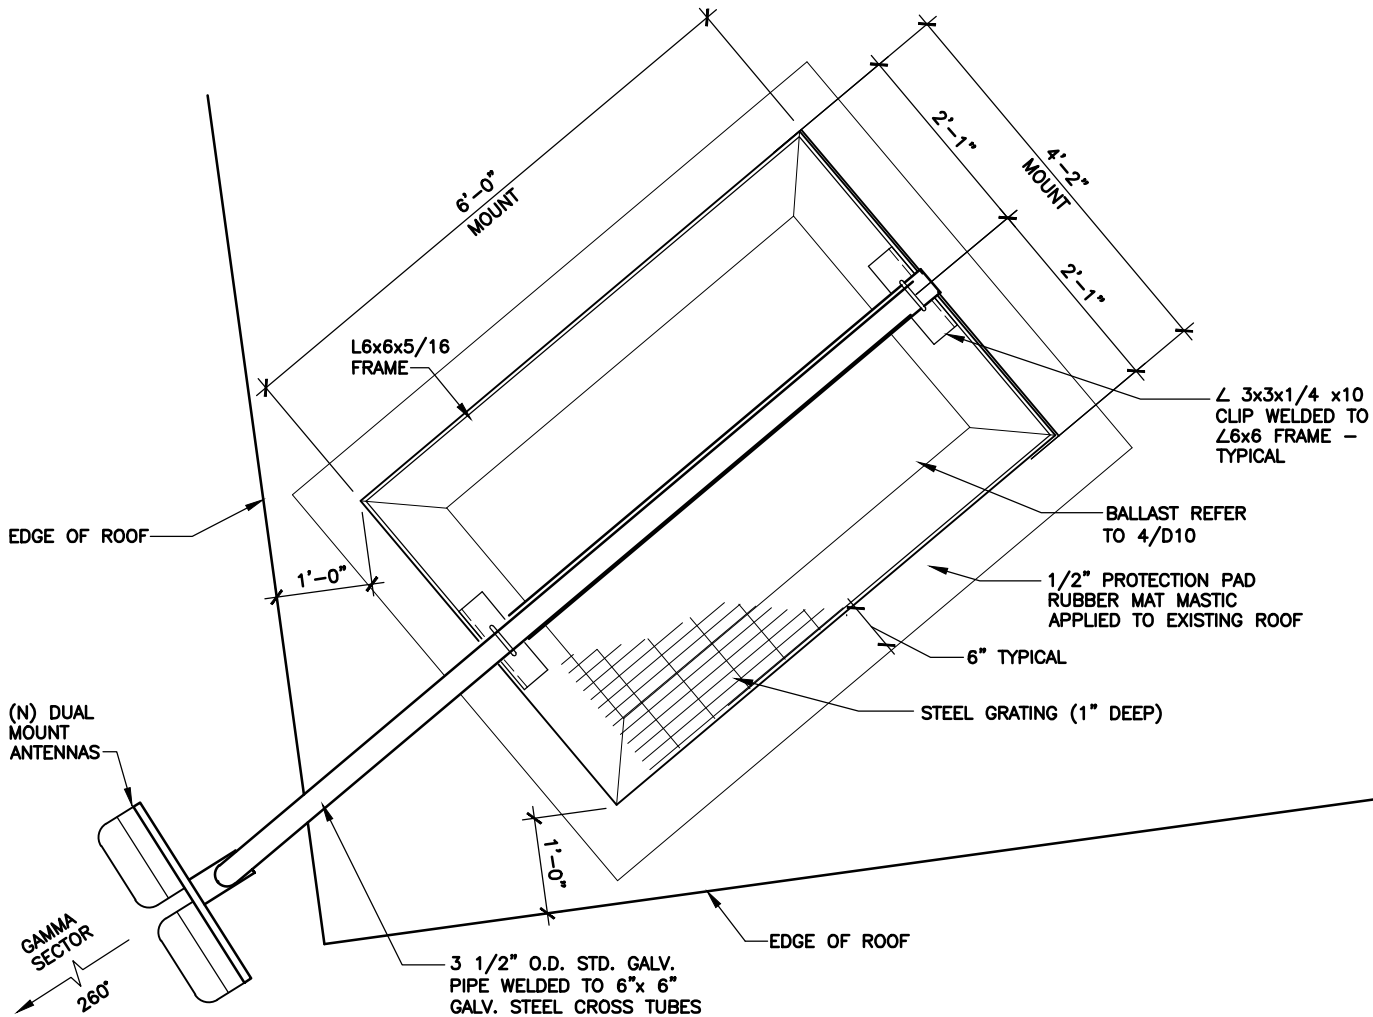 2'-1"
4'-2"
MOUNT
6'-0"
MOUNT
2'-1"
L6x6x5/16
FRAME
∠ 3x3x1/4 x10
CLIP WELDED TO
∠6x6 FRAME –
TYPICAL
BALLAST REFER
TO 4/D10
EDGE OF ROOF
1'-0"
1/2" PROTECTION PAD
RUBBER MAT MASTIC
APPLIED TO EXISTING ROOF
6" TYPICAL
STEEL GRATING (1" DEEP)
(N) DUAL
MOUNT
ANTENNAS
1'-0"
EDGE OF ROOF
GAMMA
SECTOR
260°
3 1/2" O.D. STD. GALV.
PIPE WELDED TO 6"x 6"
GALV. STEEL CROSS TUBES